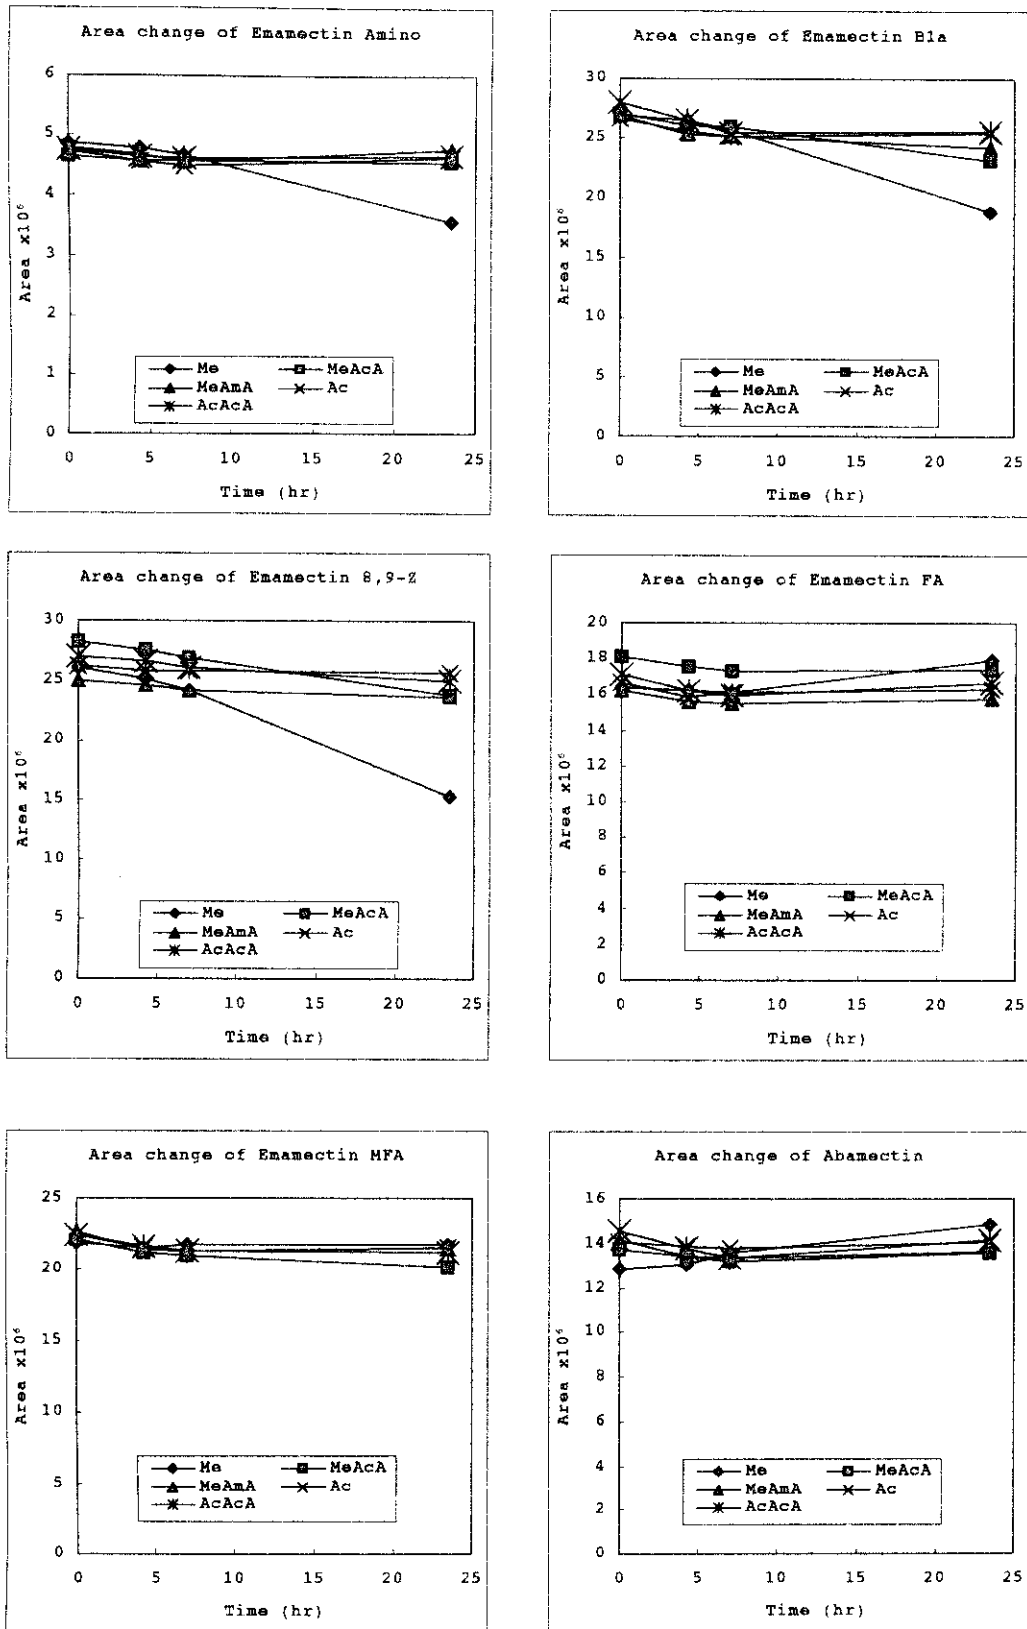 Area change of Emamectin Amino
6
5
4
3
2
1
0
Area x10⁶
Me
MeAcA
MeAmA
Ac
AcAcA
0 5 10 15 20 25
Time (hr)
Area change of Emamectin B1a
30
25
20
15
10
5
0
Area x10⁶
Me
MeAcA
MeAmA
Ac
AcAcA
0 5 10 15 20 25
Time (hr)
Area change of Emamectin 8,9-Z
30
25
20
15
10
5
0
Area x10⁶
Me
MeAcA
MeAmA
Ac
AcAcA
0 5 10 15 20 25
Time (hr)
Area change of Emamectin FA
20
18
16
14
12
10
8
6
4
2
0
Area x10⁶
Me
MeAcA
MeAmA
Ac
AcAcA
0 5 10 15 20 25
Time (hr)
Area change of Emamectin MFA
25
20
15
10
5
0
Area x10⁶
Me
MeAcA
MeAmA
Ac
AcAcA
0 5 10 15 20 25
Time (hr)
Area change of Abamectin
16
14
12
10
8
6
4
2
0
Area x10⁶
Me
MeAcA
MeAmA
Ac
AcAcA
0 5 10 15 20 25
Time (hr)